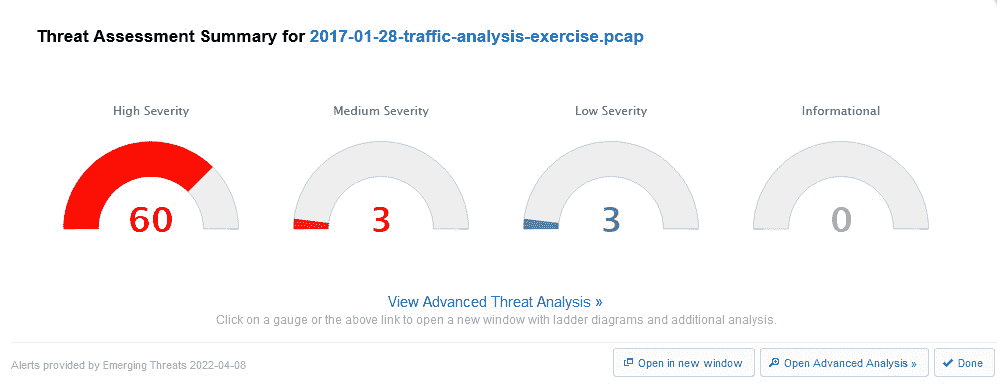 Threat Assessment Summary for 2017-01-28-traffic-analysis-exercise.pcap
High Severity Medium Severity Low Severity Informational
60 3 3 0
View Advanced Threat Analysis »
Click on a gauge or the above link to open a new window with ladder diagrams and additional analysis.
Alerts provided by Emerging Threats 2022-04-08 Open in new window Open Advanced Analysis » Done